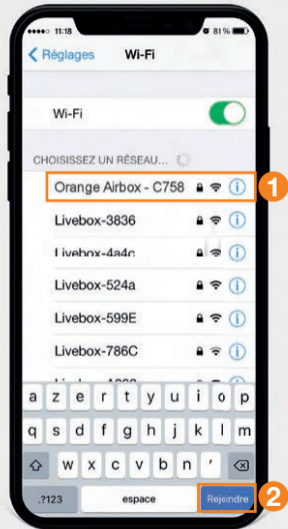 11:18 81%
Réglages Wi-Fi
Wi-Fi
CHOISISSEZ UN RÉSEAU...
Orange Airbox - C758 1
Livebox-3836
Livebox-4a4c
Livebox-524a
Livebox-599E
Livebox-786C
a z e r t y u i o p
q s d f g h j k l m
w x c v b n '
.?123 espace Rejoindre 2